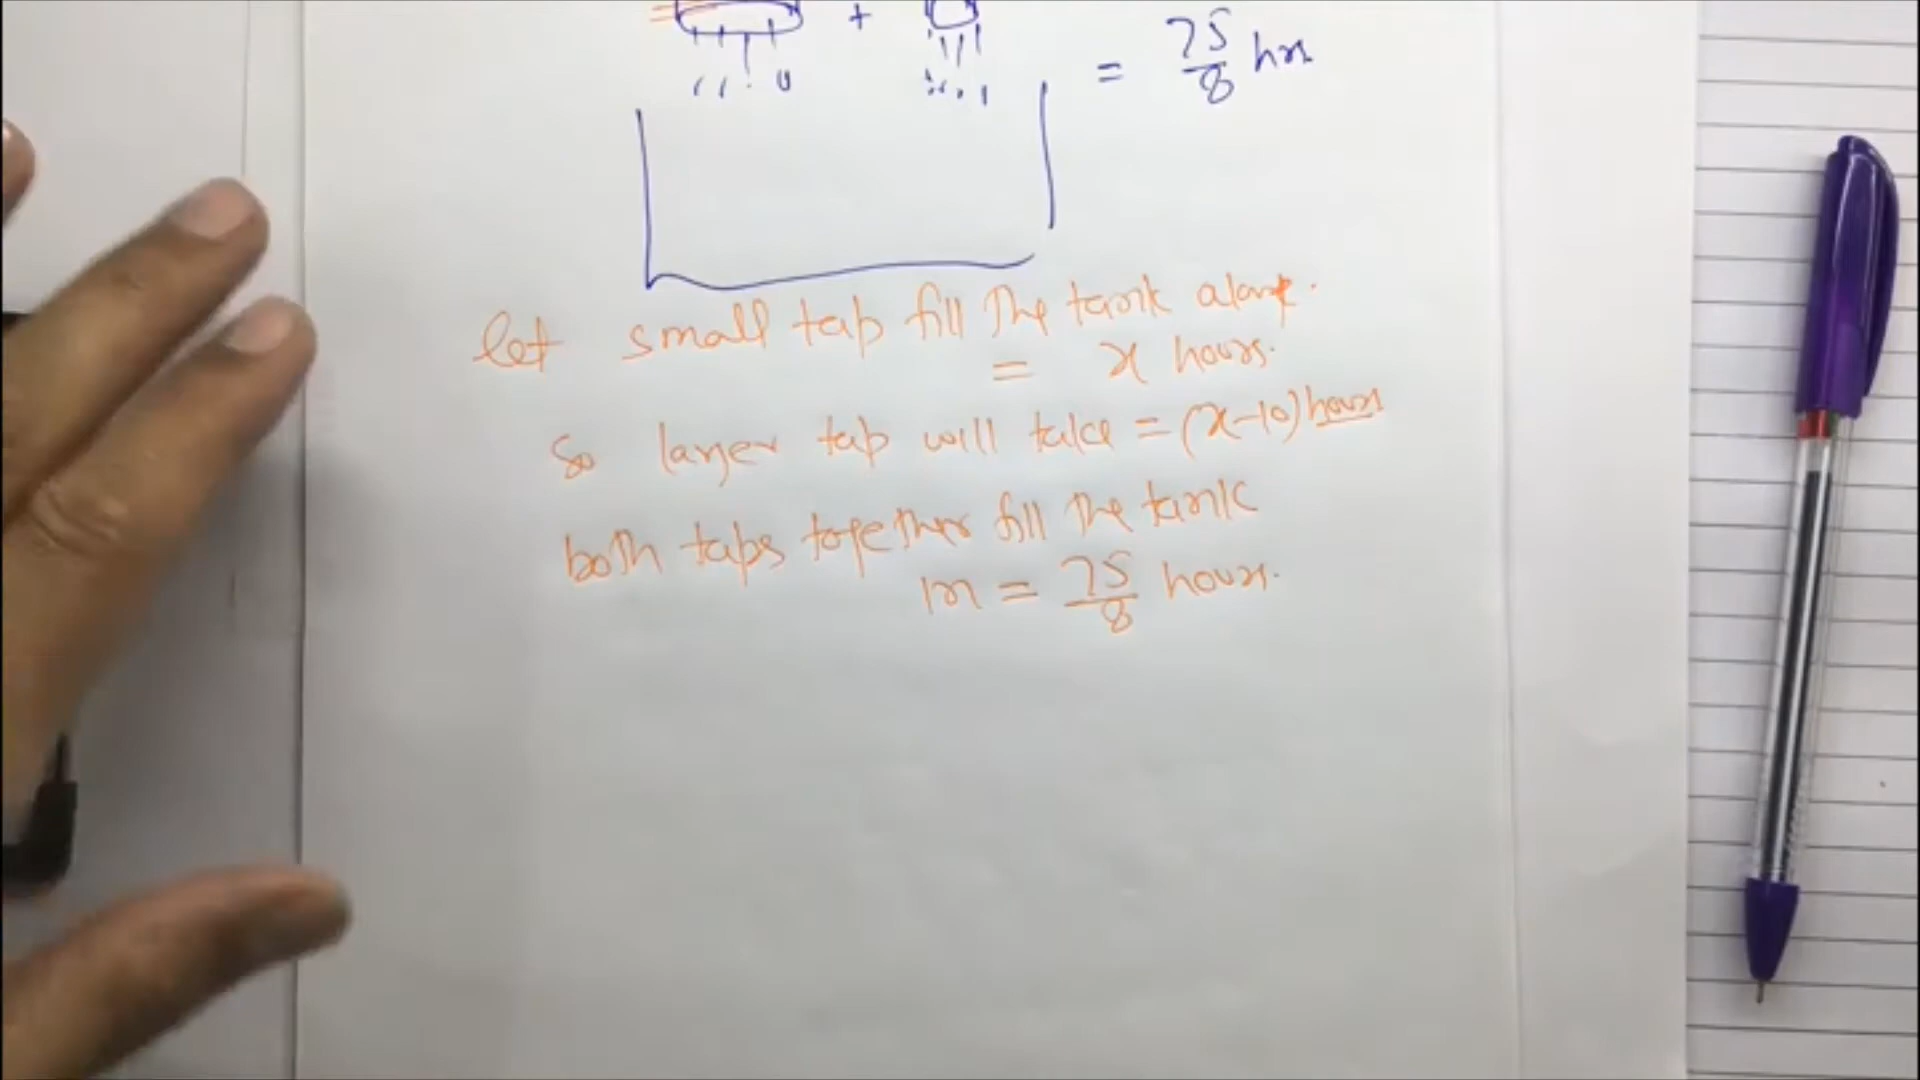 +
= 75/8 hrs
let small tap fill the tank alone.
= x hours.
So larger tap will take = (x-10) hours
both taps together fill the tank
in = 75/8 hours.